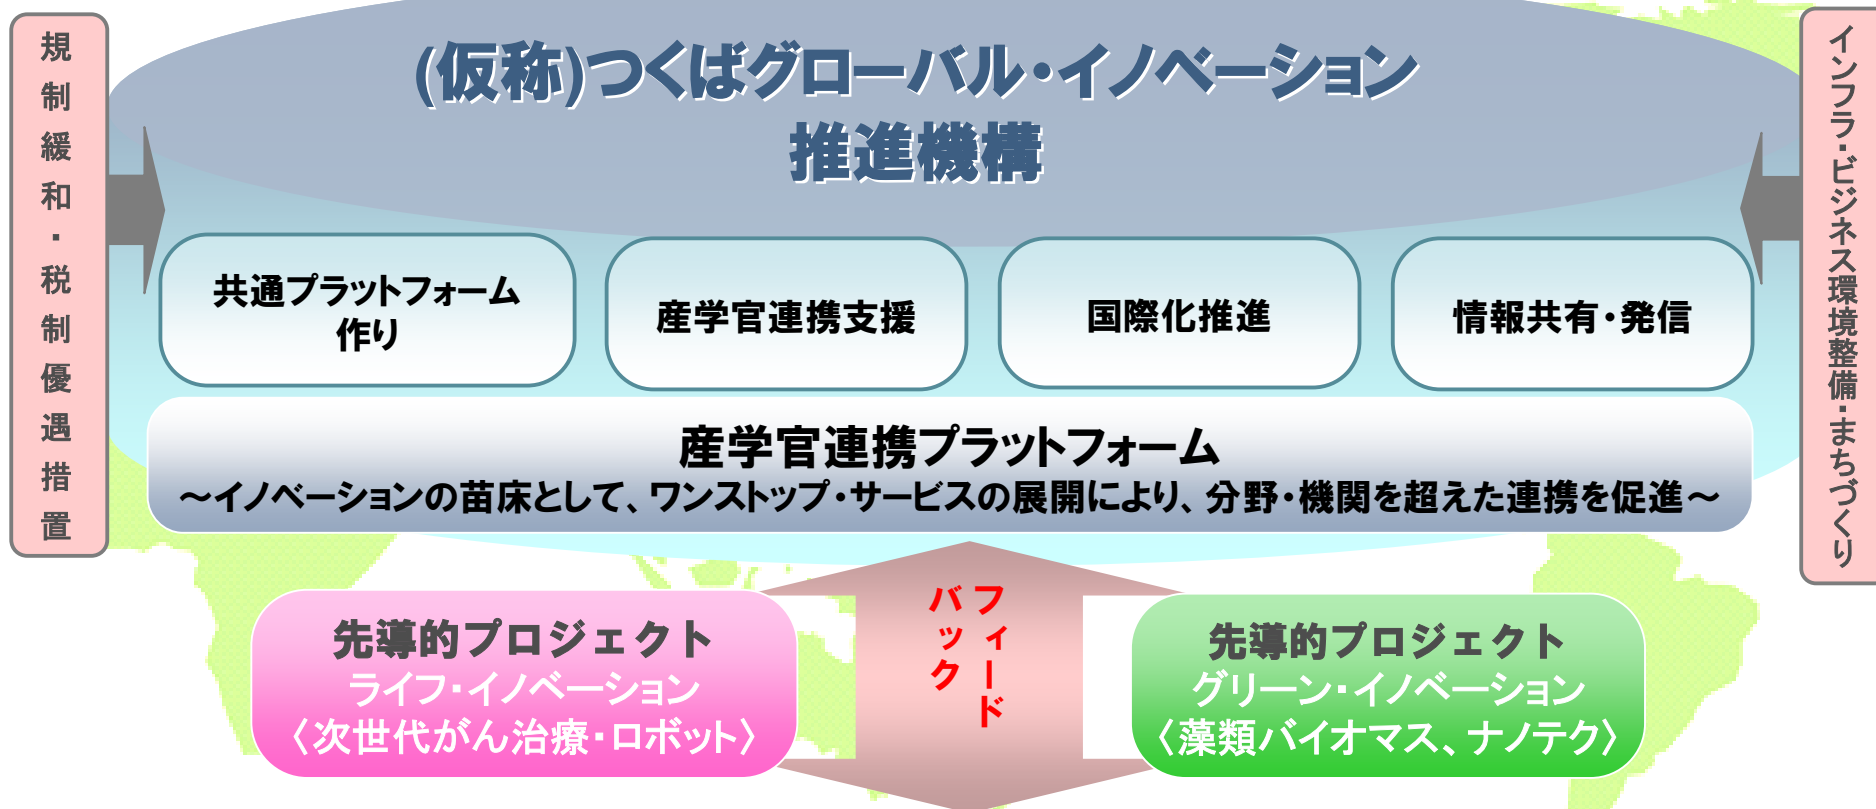 (仮称)つくばグローバル・イノベーション
推進機構
規制緩和・税制優遇措置
インフラ・ビジネス環境整備・まちづくり
共通プラットフォーム
作り
産学官連携支援
国際化推進
情報共有・発信
産学官連携プラットフォーム
～イノベーションの苗床として、ワンストップ・サービスの展開により、分野・機関を超えた連携を促進～
フィード
バック
先導的プロジェクト
ライフ・イノベーション
〈次世代がん治療・ロボット〉
先導的プロジェクト
グリーン・イノベーション
〈藻類バイオマス、ナノテク〉